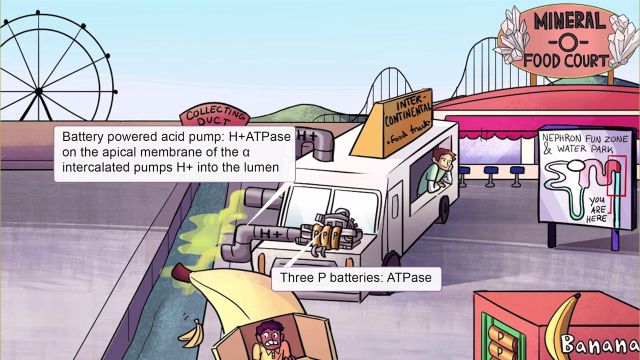 MINERAL
-O-
FOOD COURT
COLLECTING
DUCT
INTER-
CONTINENTAL
food truck
H+
Battery powered acid pump: H+ATPase
on the apical membrane of the α
intercalated pumps H+ into the lumen
NEPHRON FUN ZONE
& WATER PARK
YOU
ARE
HERE
H+
P P P
Three P batteries: ATPase
Banana